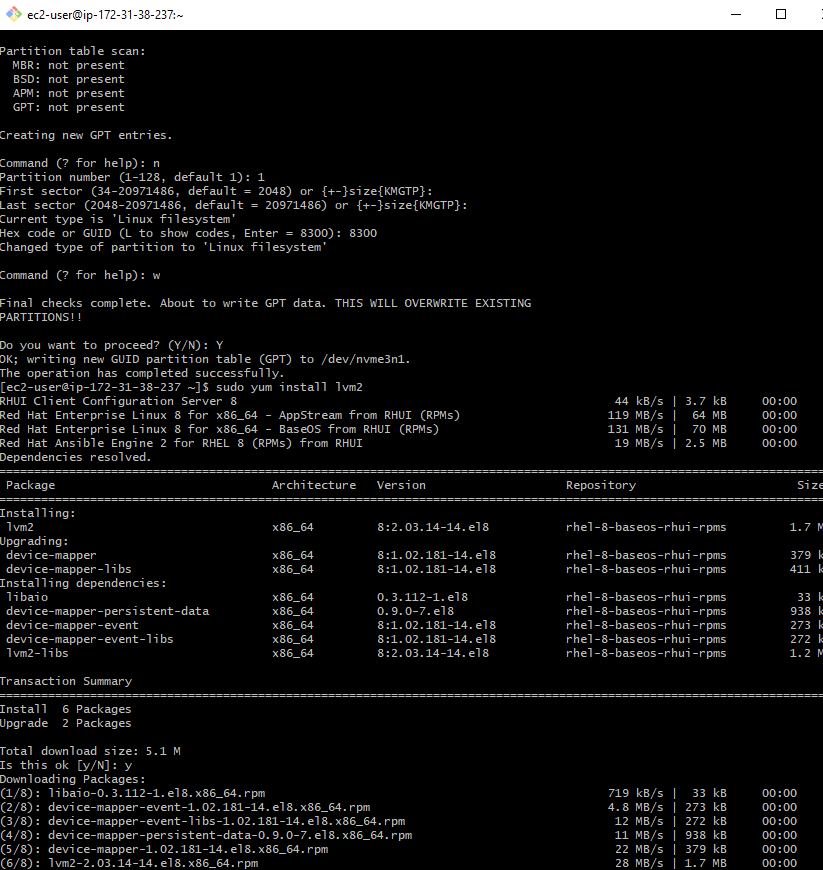 ec2-user@ip-172-31-38-237:~
Partition table scan:
  MBR: not present
  BSD: not present
  APM: not present
  GPT: not present
Creating new GPT entries.
Command (? for help): n
Partition number (1-128, default 1): 1
First sector (34-20971486, default = 2048) or {+-}size{KMGTP}:
Last sector (2048-20971486, default = 20971486) or {+-}size{KMGTP}:
Current type is 'Linux filesystem'
Hex code or GUID (L to show codes, Enter = 8300): 8300
Changed type of partition to 'Linux filesystem'
Command (? for help): w
Final checks complete. About to write GPT data. THIS WILL OVERWRITE EXISTING
PARTITIONS!!
Do you want to proceed? (Y/N): Y
OK; writing new GUID partition table (GPT) to /dev/nvme3n1.
The operation has completed successfully.
[ec2-user@ip-172-31-38-237 ~]$ sudo yum install lvm2
RHUI Client Configuration Server 8 44 kB/s | 3.7 kB 00:00
Red Hat Enterprise Linux 8 for x86_64 - AppStream from RHUI (RPMs) 119 MB/s | 64 MB 00:00
Red Hat Enterprise Linux 8 for x86_64 - BaseOS from RHUI (RPMs) 131 MB/s | 70 MB 00:00
Red Hat Ansible Engine 2 for RHEL 8 (RPMs) from RHUI 19 MB/s | 2.5 MB 00:00
Dependencies resolved.
Package Architecture Version Repository Size
Installing:
 lvm2 x86_64 8:2.03.14-14.el8 rhel-8-baseos-rhui-rpms 1.7 M
Upgrading:
 device-mapper x86_64 8:1.02.181-14.el8 rhel-8-baseos-rhui-rpms 379 k
 device-mapper-libs x86_64 8:1.02.181-14.el8 rhel-8-baseos-rhui-rpms 411 k
Installing dependencies:
 libaio x86_64 0.3.112-1.el8 rhel-8-baseos-rhui-rpms 33 k
 device-mapper-persistent-data x86_64 0.9.0-7.el8 rhel-8-baseos-rhui-rpms 938 k
 device-mapper-event x86_64 8:1.02.181-14.el8 rhel-8-baseos-rhui-rpms 273 k
 device-mapper-event-libs x86_64 8:1.02.181-14.el8 rhel-8-baseos-rhui-rpms 272 k
 lvm2-libs x86_64 8:2.03.14-14.el8 rhel-8-baseos-rhui-rpms 1.2 M
Transaction Summary
Install  6 Packages
Upgrade  2 Packages
Total download size: 5.1 M
Is this ok [y/N]: y
Downloading Packages:
(1/8): libaio-0.3.112-1.el8.x86_64.rpm 719 kB/s | 33 kB 00:00
(2/8): device-mapper-event-1.02.181-14.el8.x86_64.rpm 4.8 MB/s | 273 kB 00:00
(3/8): device-mapper-event-libs-1.02.181-14.el8.x86_64.rpm 12 MB/s | 272 kB 00:00
(4/8): device-mapper-persistent-data-0.9.0-7.el8.x86_64.rpm 11 MB/s | 938 kB 00:00
(5/8): device-mapper-1.02.181-14.el8.x86_64.rpm 22 MB/s | 379 kB 00:00
(6/8): lvm2-2.03.14-14.el8.x86_64.rpm 28 MB/s | 1.7 MB 00:00